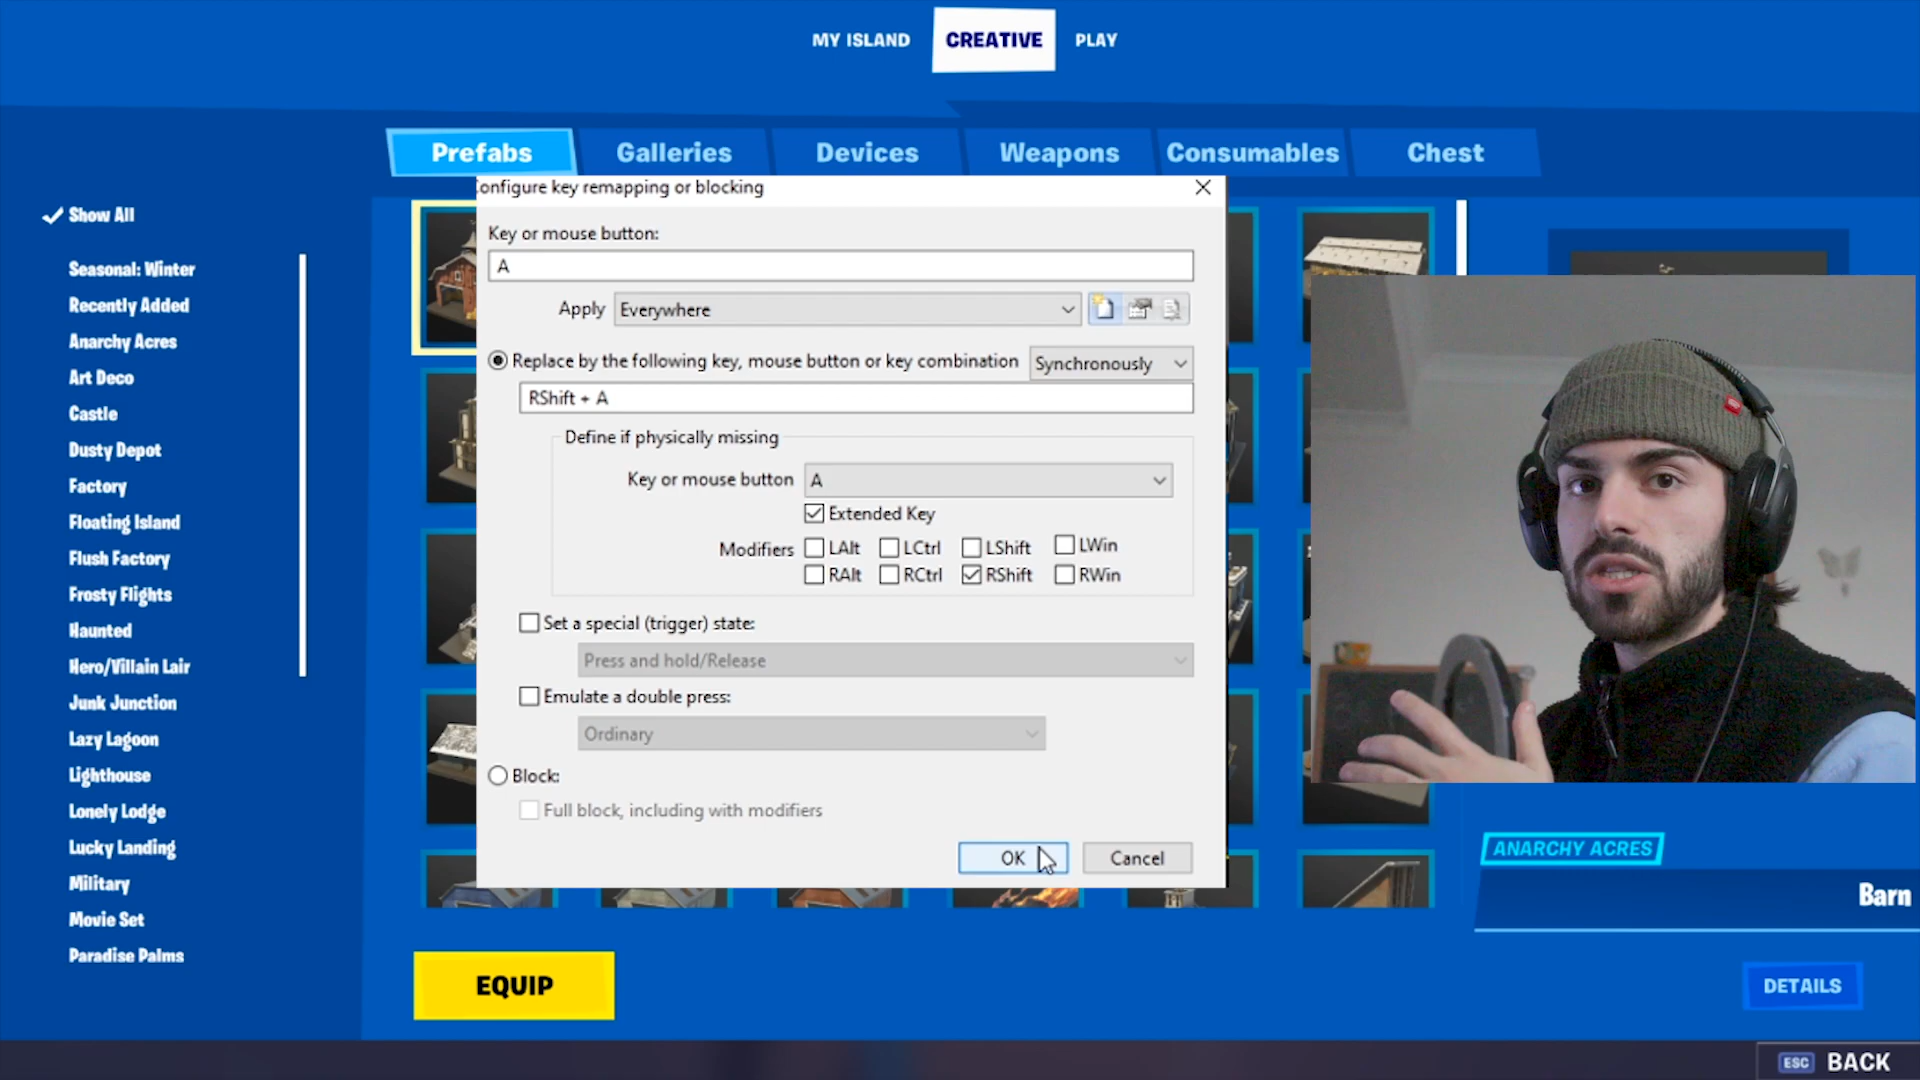 MY ISLAND
CREATIVE
PLAY
Prefabs
Galleries
Devices
Weapons
Consumables
Chest
Show All
Seasonal: Winter
Recently Added
Anarchy Acres
Art Deco
Castle
Dusty Depot
Factory
Floating Island
Flush Factory
Frosty Flights
Haunted
Hero/Villain Lair
Junk Junction
Lazy Lagoon
Lighthouse
Lonely Lodge
Lucky Landing
Military
Movie Set
Paradise Palms
onfigure key remapping or blocking
Key or mouse button:
A
Apply Everywhere
Replace by the following key, mouse button or key combination Synchronously
RShift + A
Define if physically missing
Key or mouse button A
Extended Key
Modifiers LAlt LCtrl LShift LWin
RAlt RCtrl RShift RWin
Set a special (trigger) state:
Press and hold/Release
Emulate a double press:
Ordinary
Block:
Full block, including with modifiers
OK Cancel
ANARCHY ACRES
Barn
EQUIP
DETAILS
ESC BACK